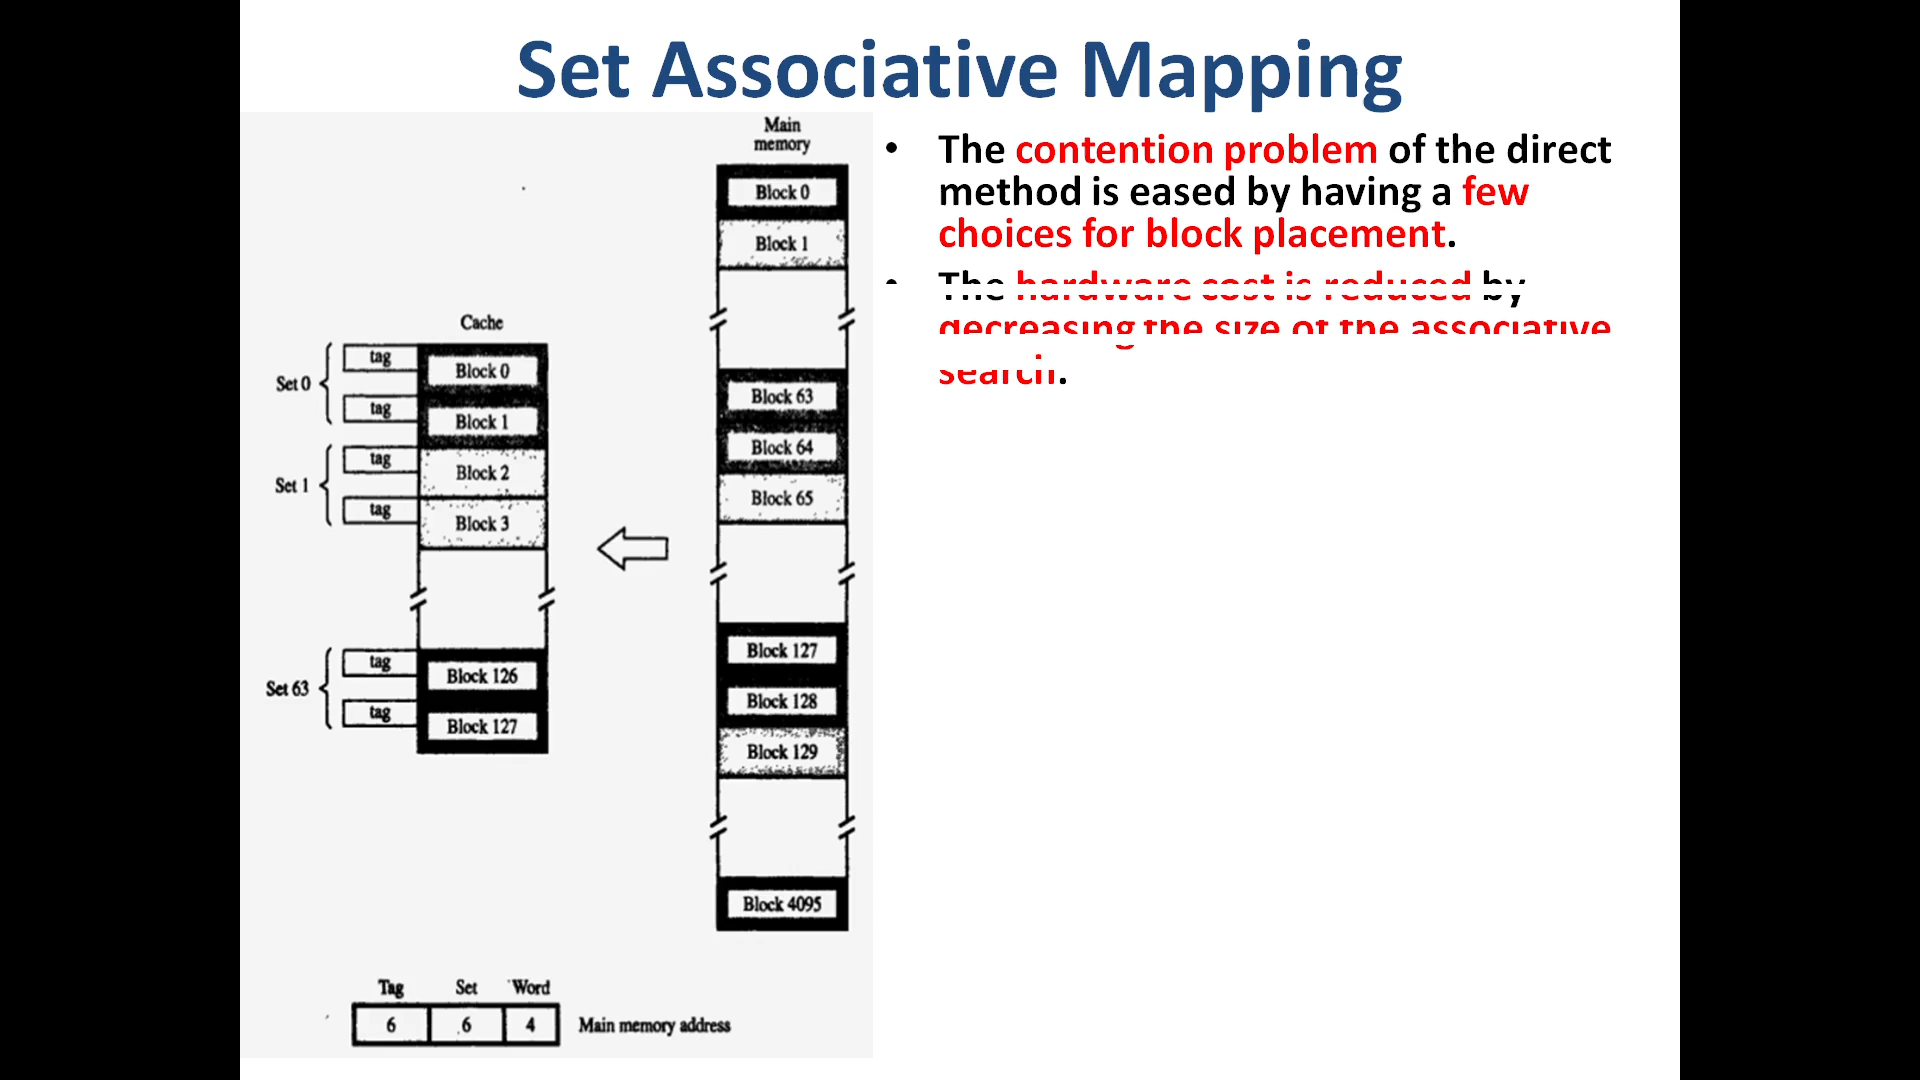 Set Associative Mapping
Main
memory
Block 0
Block 1
Block 63
Block 64
Block 65
Block 127
Block 128
Block 129
Block 4095
Cache
Set 0
tag
Block 0
tag
Block 1
Set 1
tag
Block 2
tag
Block 3
Set 63
tag
Block 126
tag
Block 127
Tag Set Word
6 6 4 Main memory address
• The contention problem of the direct
method is eased by having a few
choices for block placement.
• The hardware cost is reduced by
decreasing the size of the associative
search.